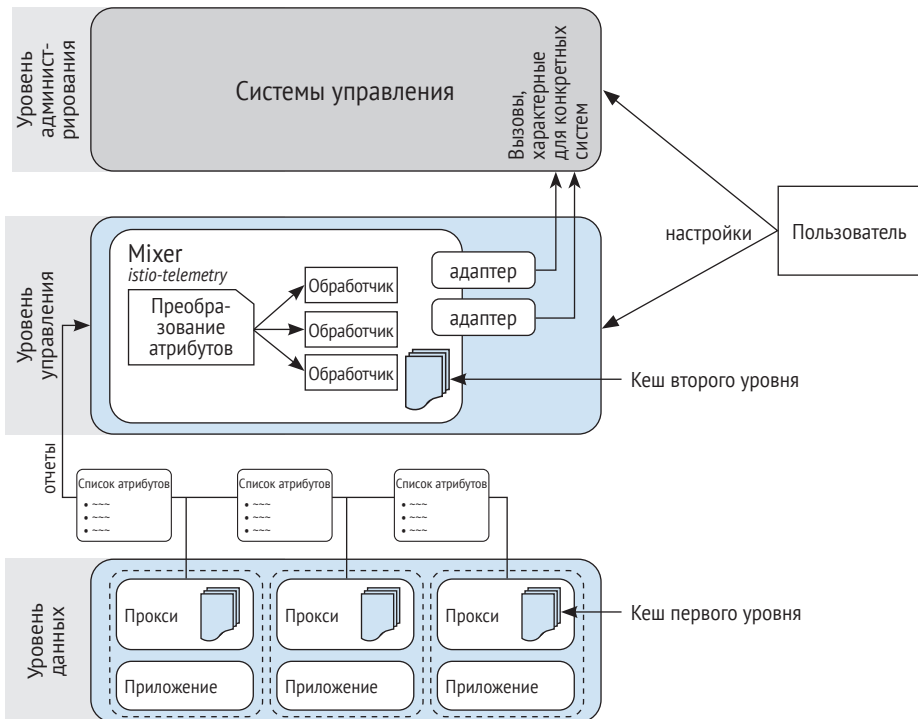 Уровень
админист-
рирования
Системы управления
Вызовы,
характерные
для конкретных
систем
Уровень
управления
Mixer
istio-telemetry
Преобра-
зование
атрибутов
Обработчик
Обработчик
Обработчик
адаптер
адаптер
настройки
Пользователь
Кеш второго уровня
отчеты
Список атрибутов
• ~~~
• ~~~
• ~~~
Список атрибутов
• ~~~
• ~~~
• ~~~
Список атрибутов
• ~~~
• ~~~
• ~~~
Уровень
данных
Прокси
Прокси
Прокси
Кеш первого уровня
Приложение
Приложение
Приложение